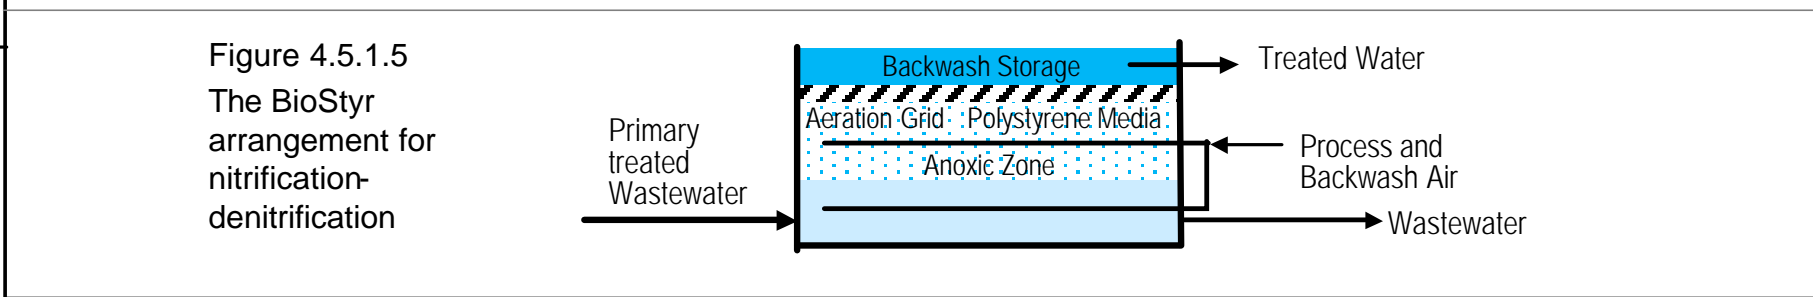 Figure 4.5.1.5
The BioStyr
arrangement for
nitrification-
denitrification
Primary
treated
Wastewater
Backwash Storage
Aeration Grid Polystyrene Media
Anoxic Zone
Treated Water
Process and
Backwash Air
Wastewater